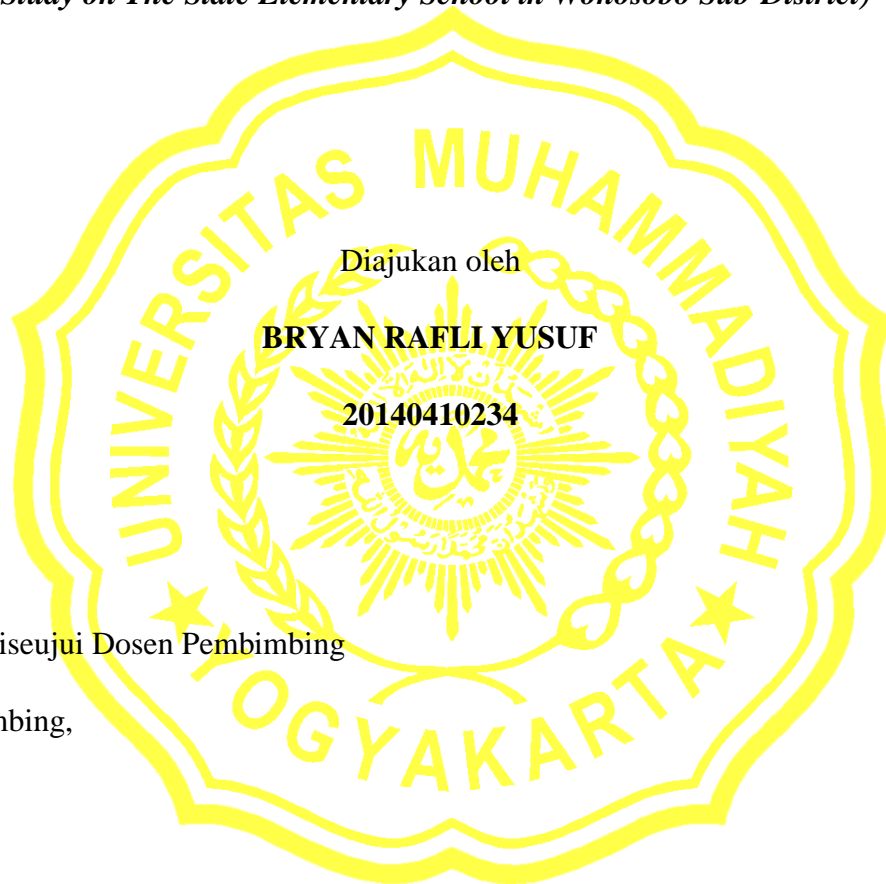 Study on The State Elementary School in Wonosobo Sub-District)
UNIVERSITAS MUHAMMADIYAH
Diajukan oleh
BRYAN RAFLI YUSUF
20140410234
iseujui Dosen Pembimbing
nbing,
YOGYAKARTA